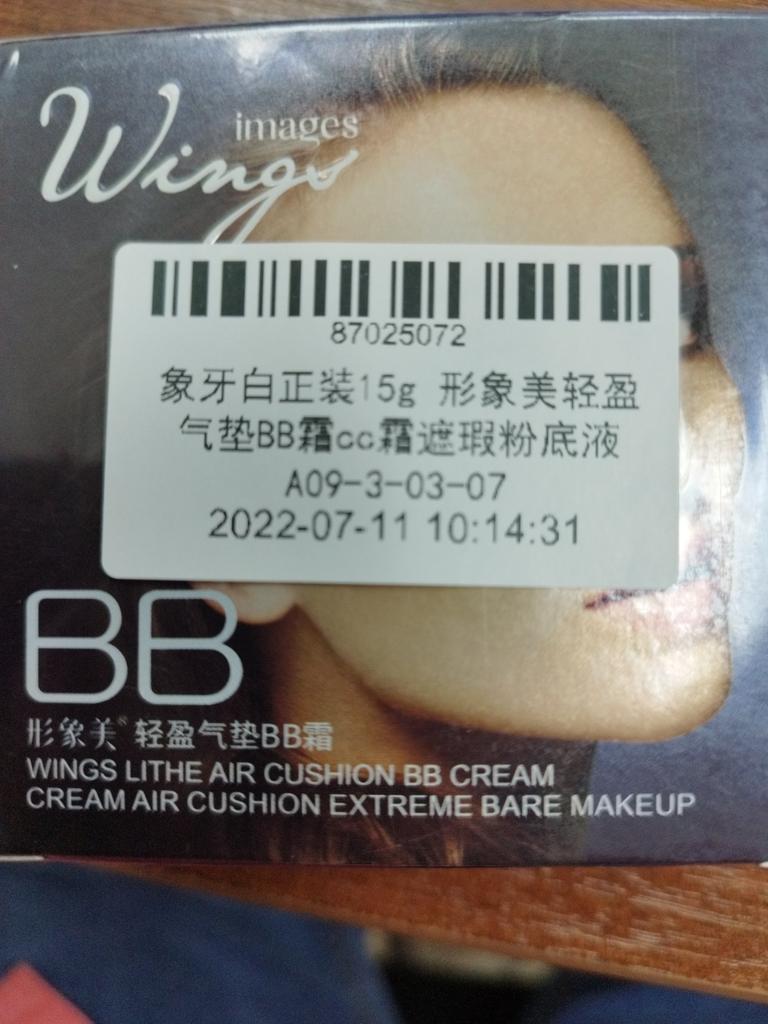 images
Wings
87025072
象牙白正装15g 形象美轻盈
气垫BB霜cc霜遮瑕粉底液
A09-3-03-07
2022-07-11 10:14:31
BB
形象美® 轻盈气垫BB霜
WINGS LITHE AIR CUSHION BB CREAM
CREAM AIR CUSHION EXTREME BARE MAKEUP